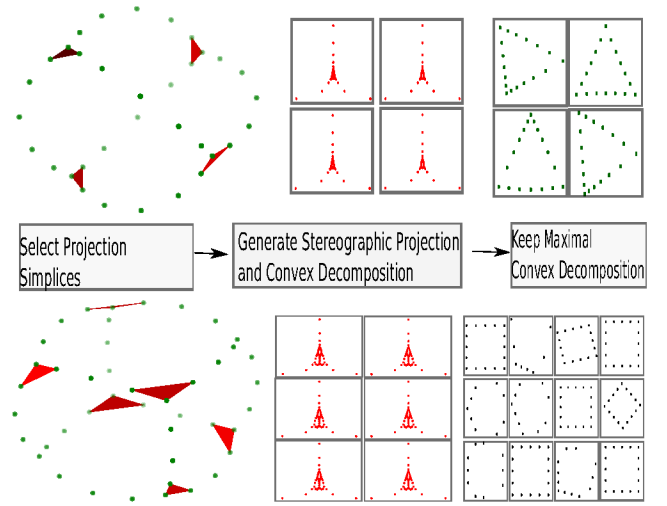 Select Projection
Simplices
Generate Stereographic Projection
and Convex Decomposition
Keep Maximal
Convex Decomposition